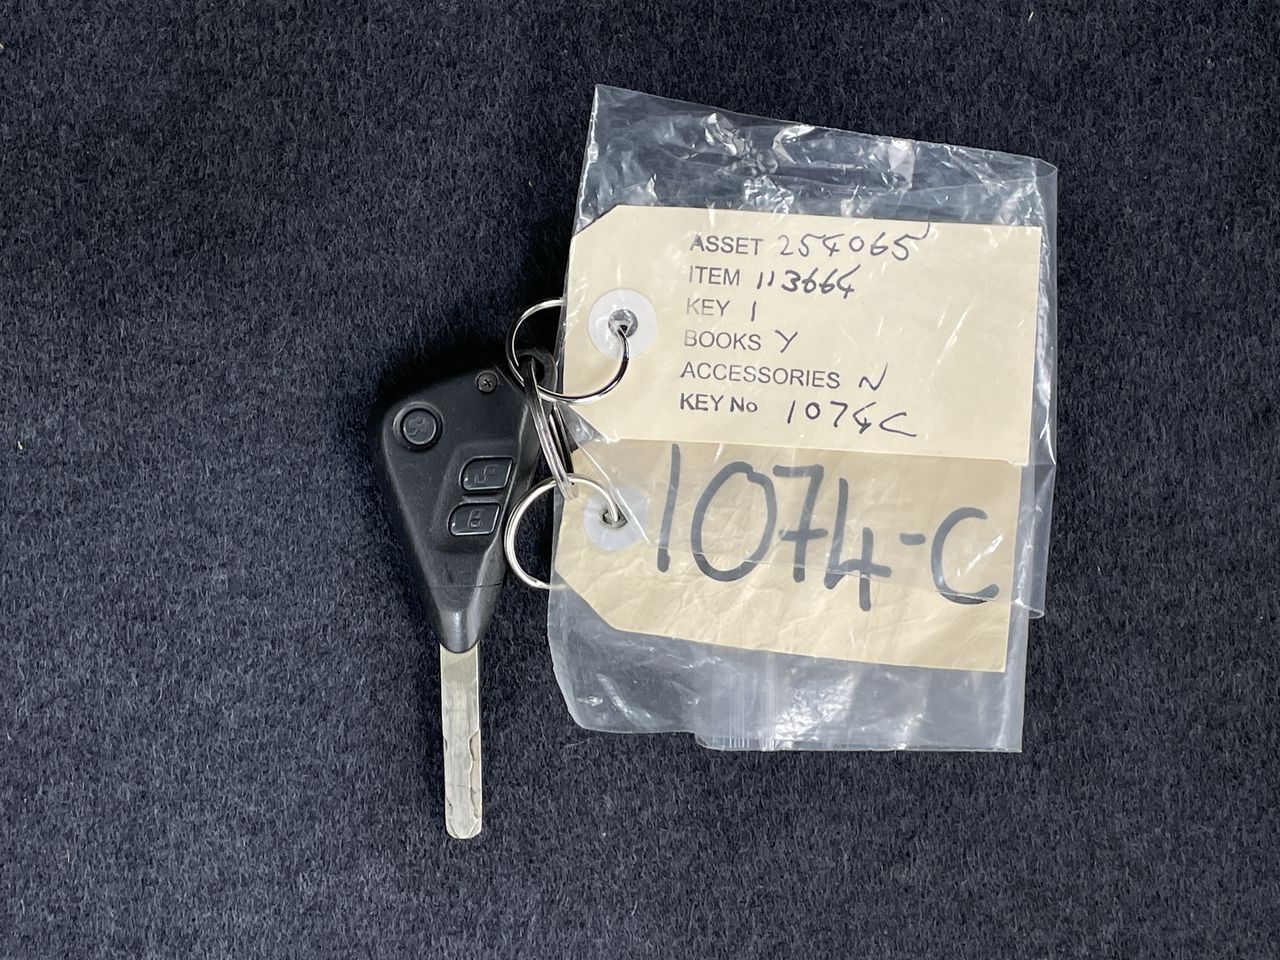 ASSET 254065
ITEM 113664
KEY 1
BOOKS Y
ACCESSORIES N
KEY No 1074C
1074-C